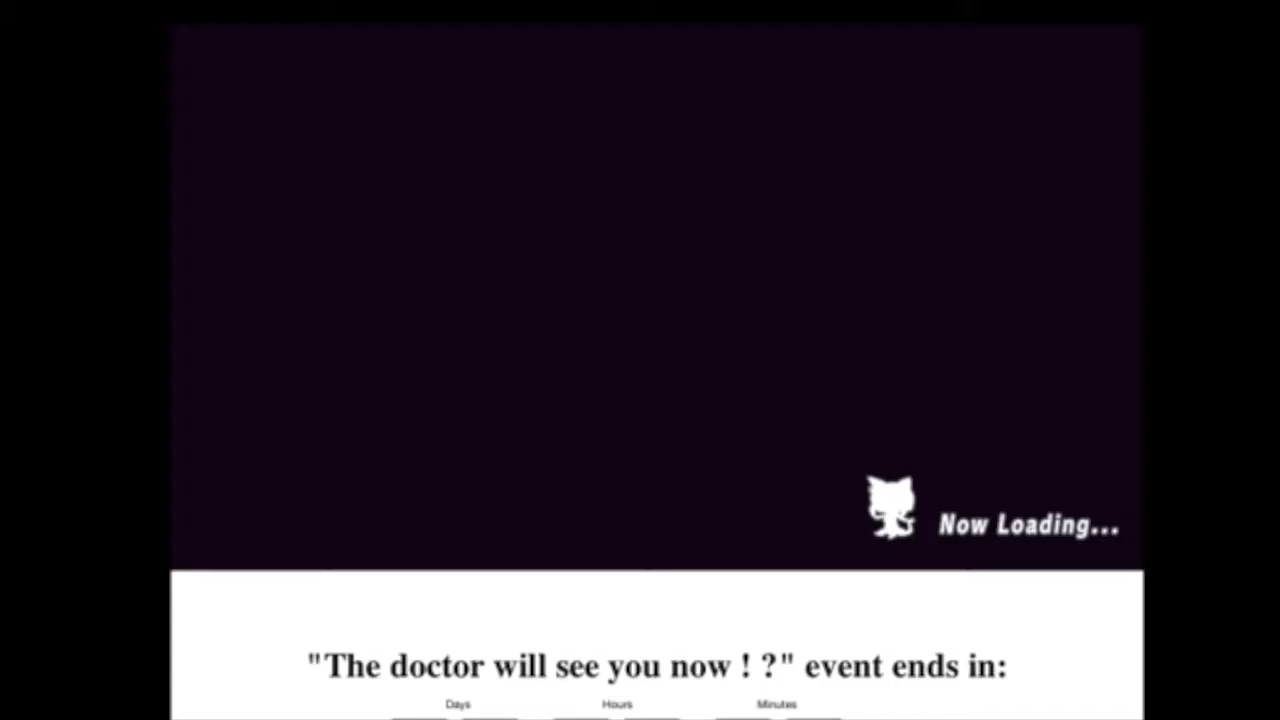 Now Loading...
"The doctor will see you now ! ?" event ends in:
Days Hours Minutes